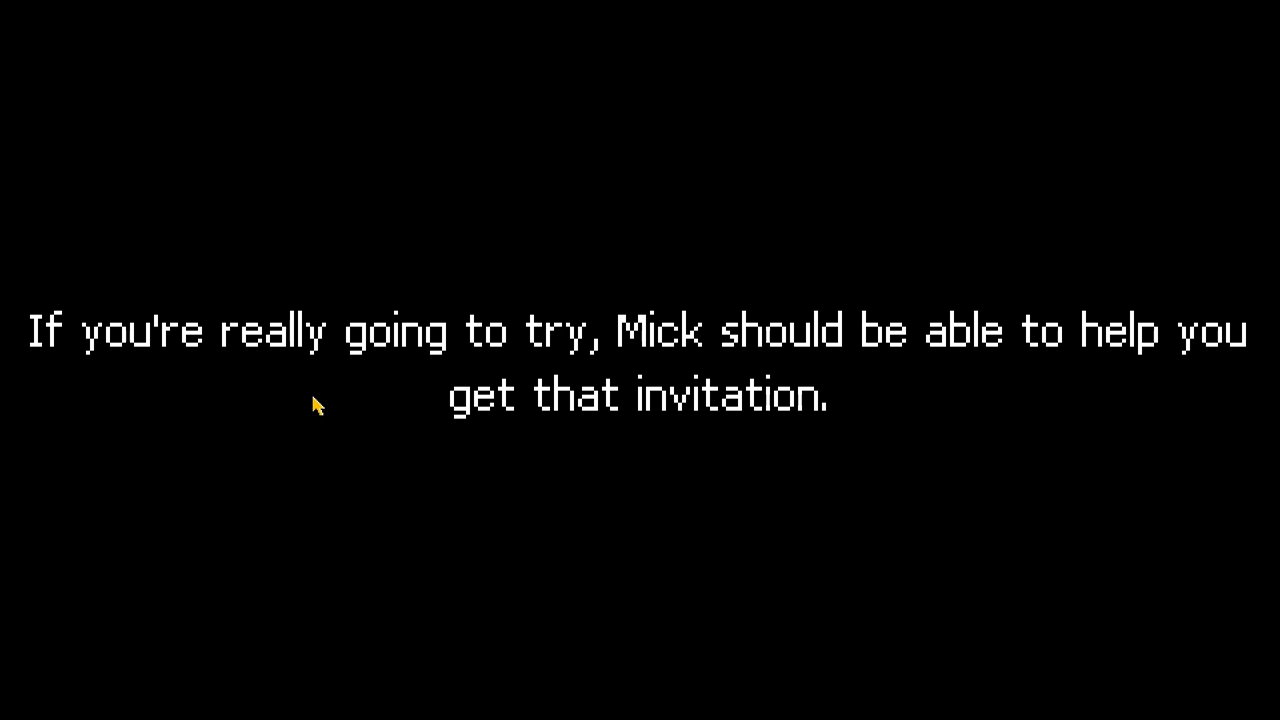 If you're really going to try, Mick should be able to help you
get that invitation.